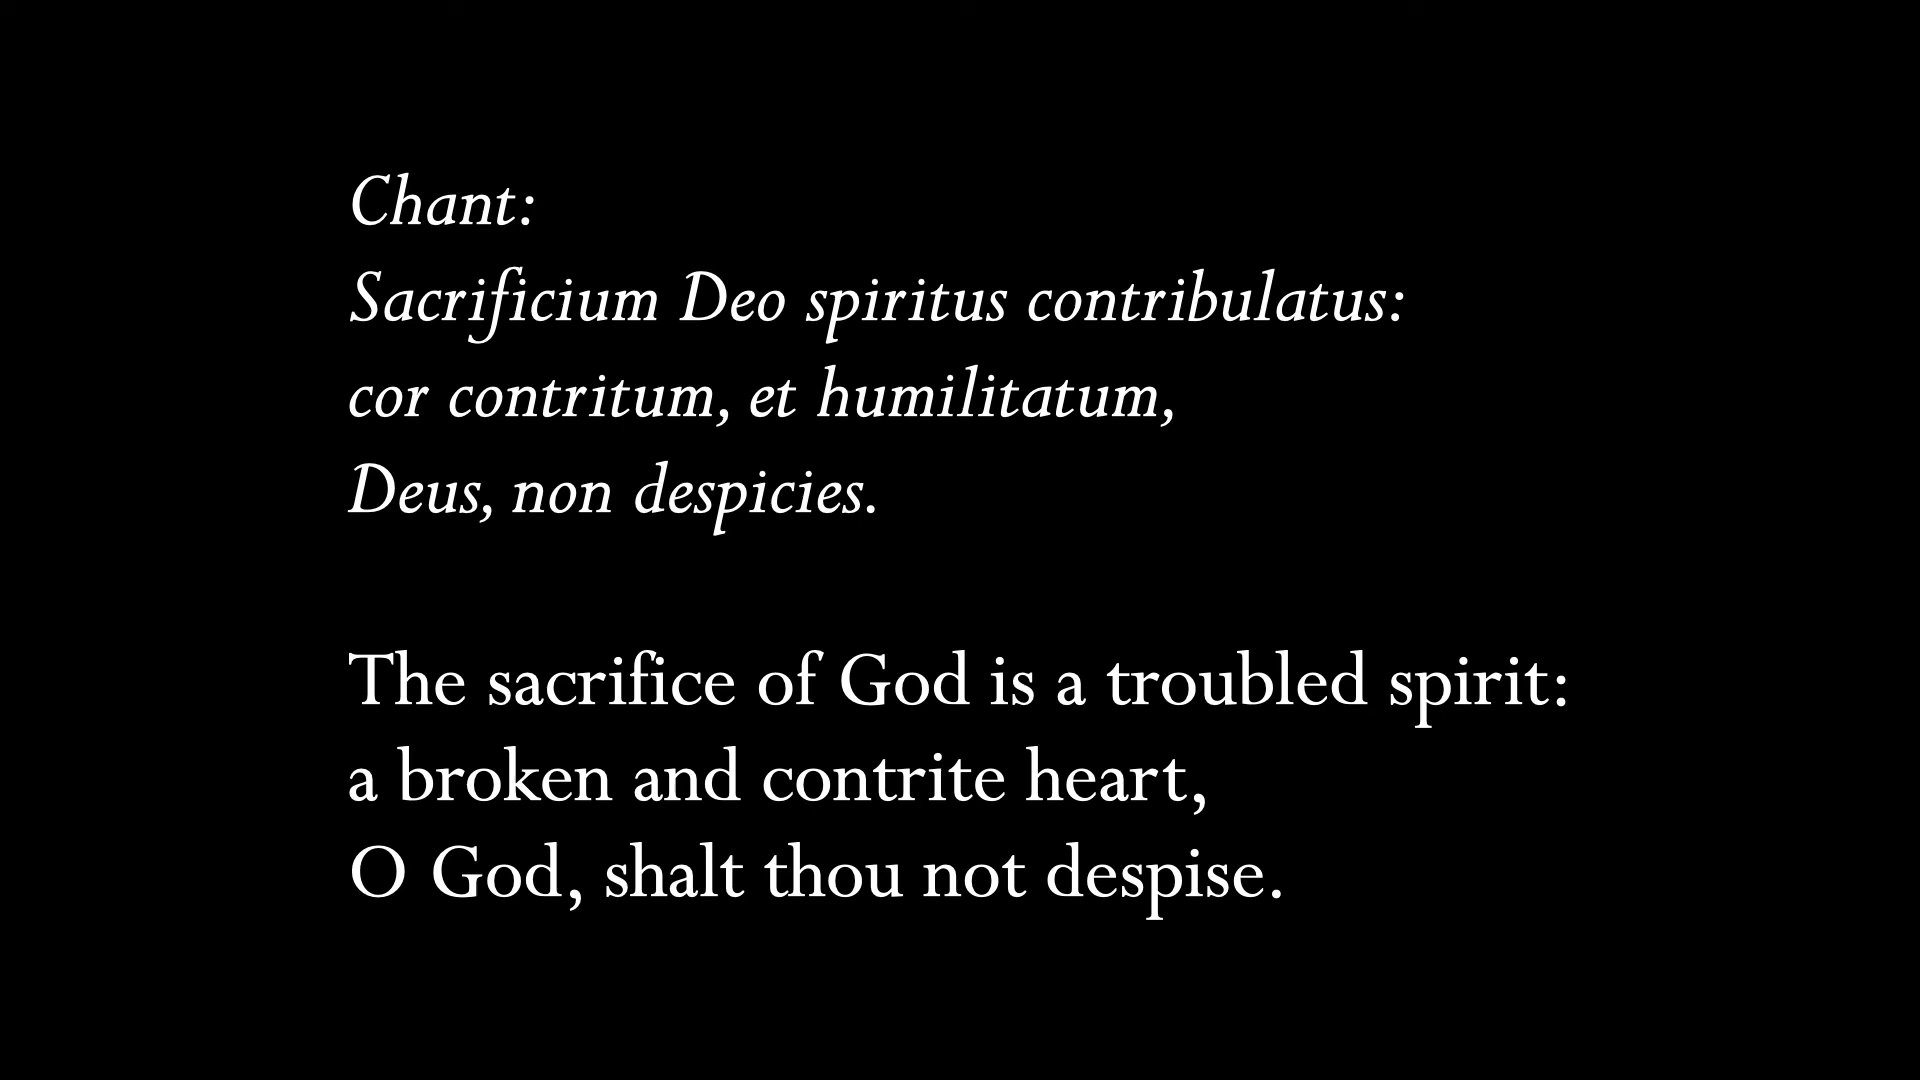 Chant:
Sacrificium Deo spiritus contribulatus:
cor contritum, et humilitatum,
Deus, non despicies.
The sacrifice of God is a troubled spirit:
a broken and contrite heart,
O God, shalt thou not despise.